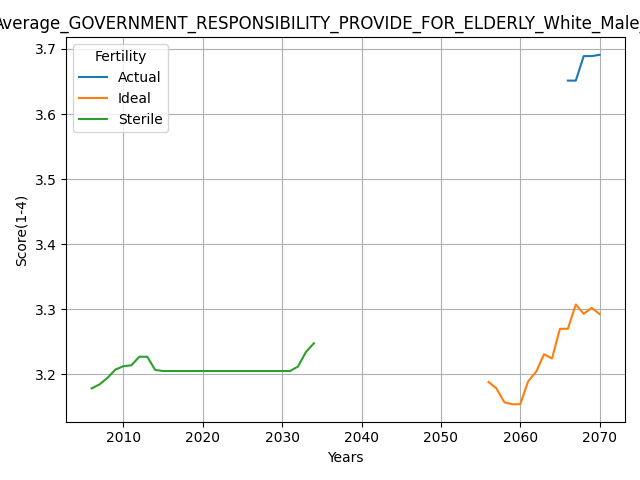 Average_GOVERNMENT_RESPONSIBILITY_PROVIDE_FOR_ELDERLY_White_Male_
Fertility
Actual
Ideal
Sterile
Score(1-4)
3.7
3.6
3.5
3.4
3.3
3.2
2010 2020 2030 2040 2050 2060 2070
Years